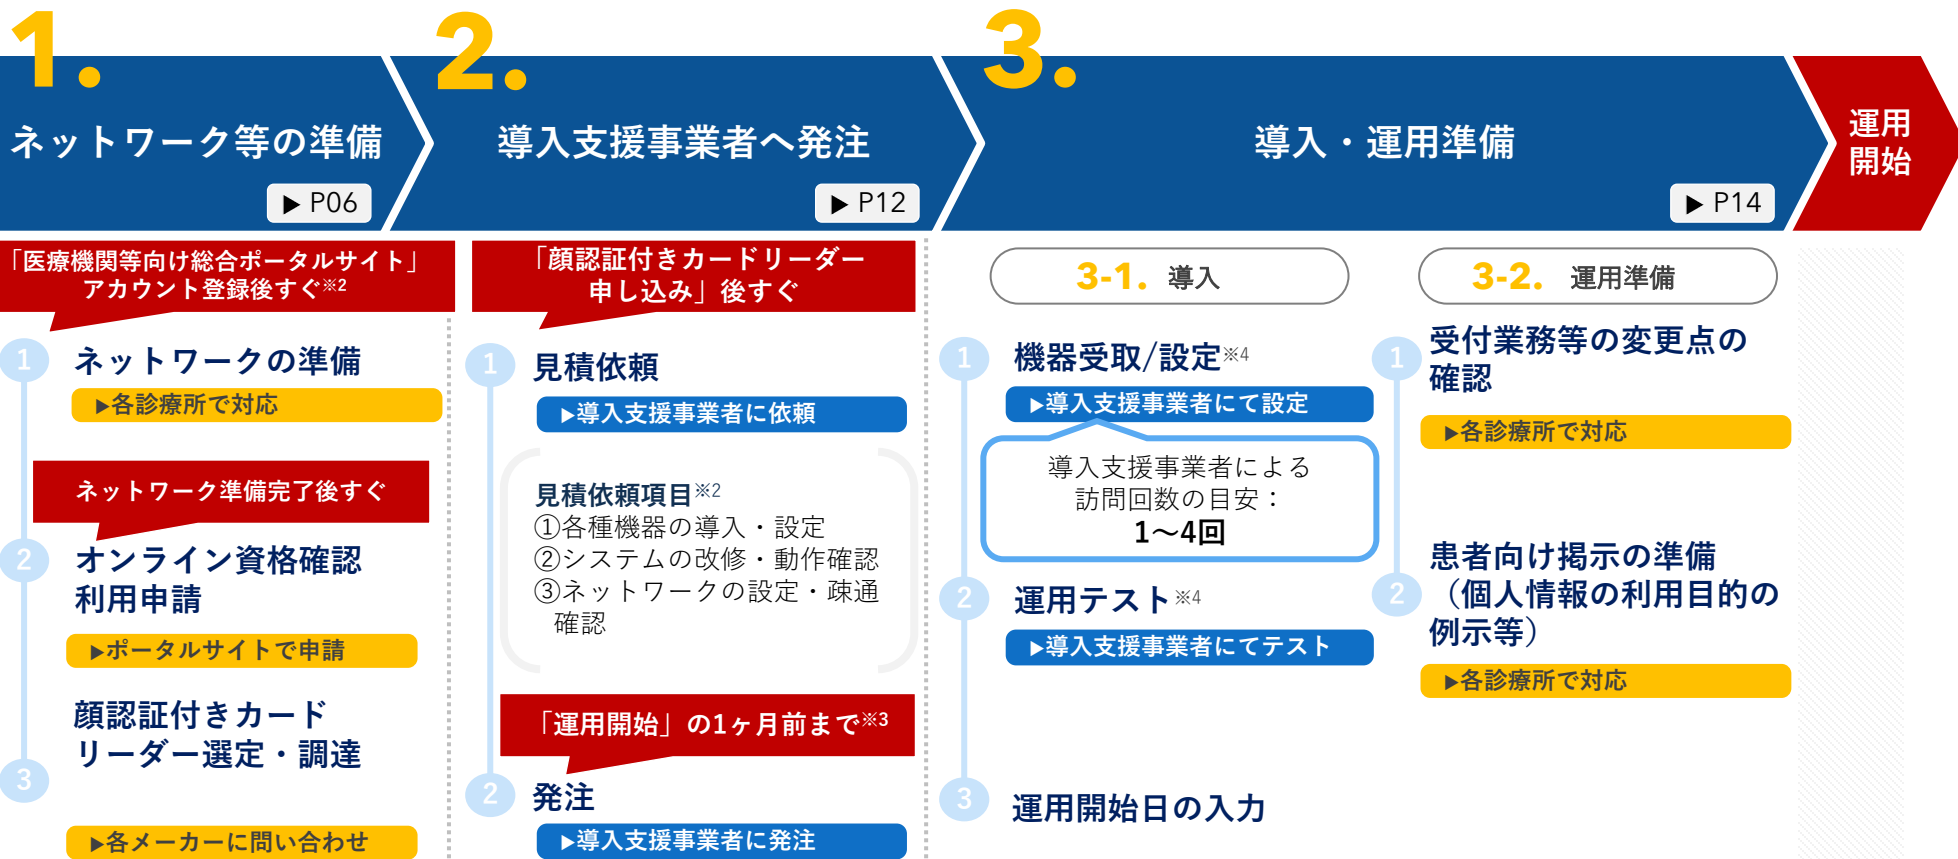 1.
ネットワーク等の準備
▶ P06
2.
導入支援事業者へ発注
▶ P12
3.
導入・運用準備
▶ P14
運用
開始
「医療機関等向け総合ポータルサイト」
アカウント登録後すぐ※2
1
ネットワークの準備
▶各診療所で対応
ネットワーク準備完了後すぐ
2
オンライン資格確認
利用申請
▶ポータルサイトで申請
3
顔認証付きカード
リーダー選定・調達
▶各メーカーに問い合わせ
「顔認証付きカードリーダー
申し込み」後すぐ
1
見積依頼
▶導入支援事業者に依頼
見積依頼項目※2
①各種機器の導入・設定
②システムの改修・動作確認
③ネットワークの設定・疎通
確認
「運用開始」の1ヶ月前まで※3
2
発注
▶導入支援事業者に発注
3-1. 導入
1
機器受取/設定※4
▶導入支援事業者にて設定
導入支援事業者による
訪問回数の目安：
1～4回
2
運用テスト※4
▶導入支援事業者にてテスト
3
運用開始日の入力
3-2. 運用準備
1
受付業務等の変更点の
確認
▶各診療所で対応
2
患者向け掲示の準備
（個人情報の利用目的の
例示等）
▶各診療所で対応